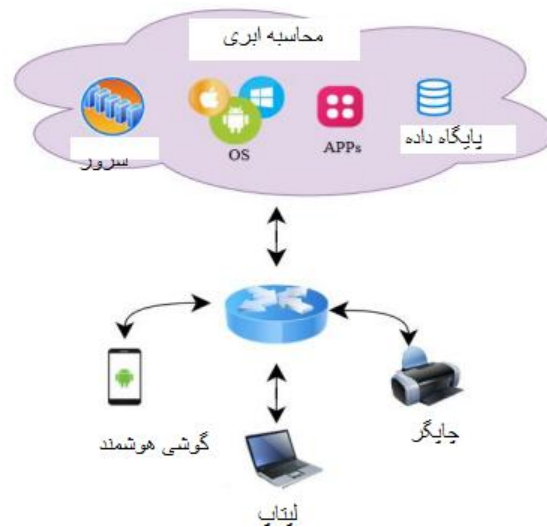 محاسبه ابری
سرور
OS
APPs
پایگاه داده
گوشی هوشمند
چاپگر
لپتاپ